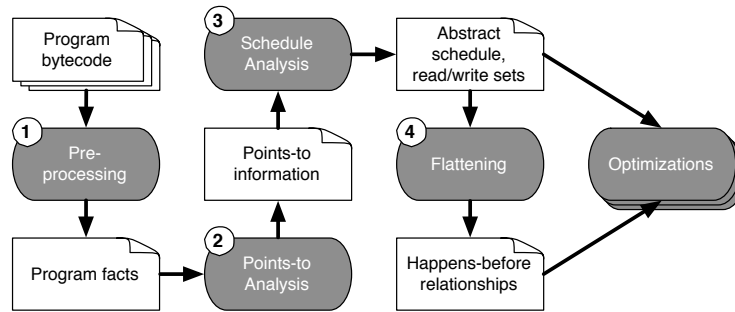 Program
bytecode
1
Pre-
processing
Program facts
2
Points-to
Analysis
Points-to
information
3
Schedule
Analysis
Abstract
schedule,
read/write sets
4
Flattening
Happens-before
relationships
Optimizations